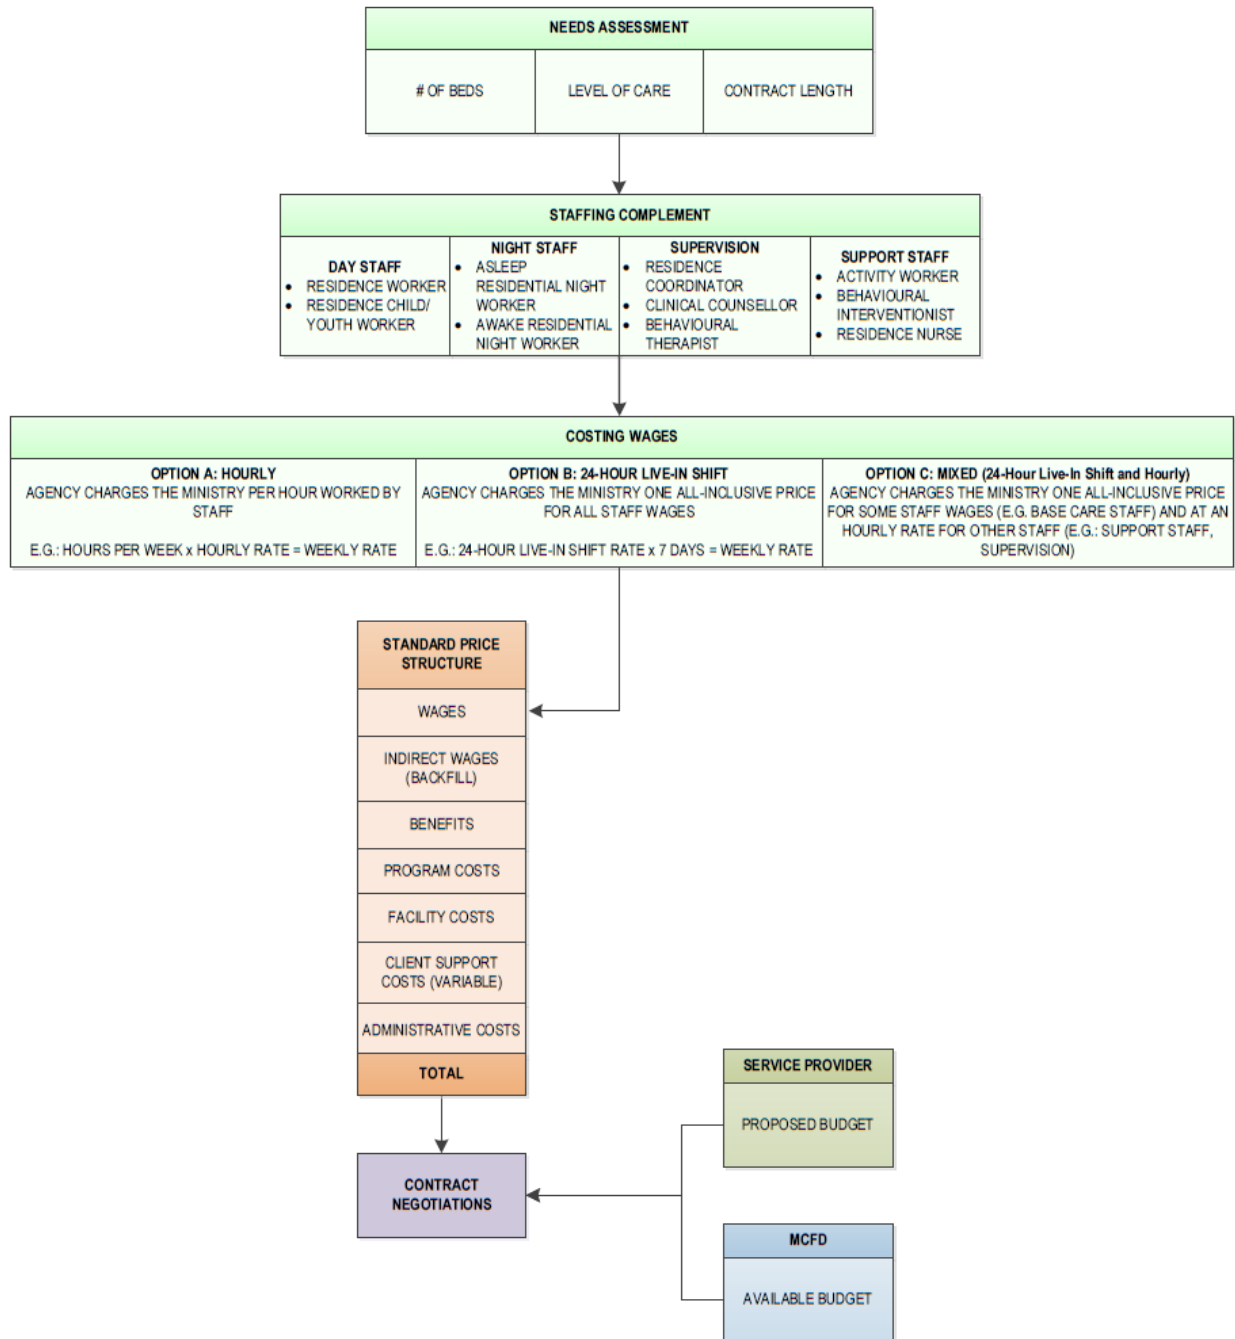 NEEDS ASSESSMENT
# OF BEDS
LEVEL OF CARE
CONTRACT LENGTH
STAFFING COMPLEMENT
DAY STAFF
• RESIDENCE WORKER
• RESIDENCE CHILD/
YOUTH WORKER
NIGHT STAFF
• ASLEEP
RESIDENTIAL NIGHT
WORKER
• AWAKE RESIDENTIAL
NIGHT WORKER
SUPERVISION
• RESIDENCE
COORDINATOR
• CLINICAL COUNSELLOR
• BEHAVIOURAL
THERAPIST
SUPPORT STAFF
• ACTIVITY WORKER
• BEHAVIOURAL
INTERVENTIONIST
• RESIDENCE NURSE
COSTING WAGES
OPTION A: HOURLY
AGENCY CHARGES THE MINISTRY PER HOUR WORKED BY
STAFF
E.G.: HOURS PER WEEK x HOURLY RATE = WEEKLY RATE
OPTION B: 24-HOUR LIVE-IN SHIFT
AGENCY CHARGES THE MINISTRY ONE ALL-INCLUSIVE PRICE
FOR ALL STAFF WAGES
E.G.: 24-HOUR LIVE-IN SHIFT RATE x 7 DAYS = WEEKLY RATE
OPTION C: MIXED (24-Hour Live-In Shift and Hourly)
AGENCY CHARGES THE MINISTRY ONE ALL-INCLUSIVE PRICE
FOR SOME STAFF WAGES (E.G. BASE CARE STAFF) AND AT AN
HOURLY RATE FOR OTHER STAFF (E.G.: SUPPORT STAFF,
SUPERVISION)
STANDARD PRICE
STRUCTURE
WAGES
INDIRECT WAGES
(BACKFILL)
BENEFITS
PROGRAM COSTS
FACILITY COSTS
CLIENT SUPPORT
COSTS (VARIABLE)
ADMINISTRATIVE COSTS
TOTAL
CONTRACT
NEGOTIATIONS
SERVICE PROVIDER
PROPOSED BUDGET
MCFD
AVAILABLE BUDGET